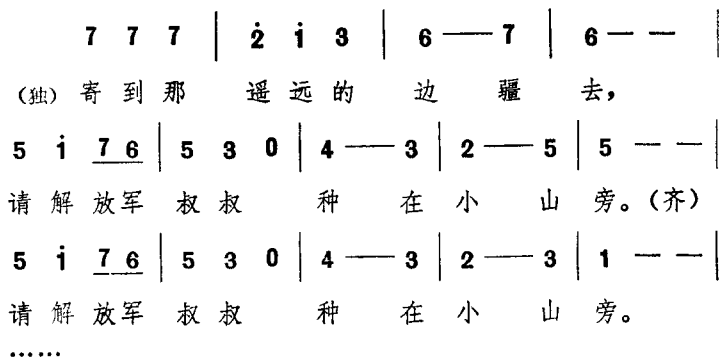 7 7 7 | 2̇ 1̇ 3 | 6 — 7 | 6 — — |
（独）寄到那 遥远的 边 疆 去，
5 1̇ 7 6 | 5 3 0 | 4 — 3 | 2 — 5 | 5 — — |
请解放军 叔叔 种 在 小 山 旁。（齐）
5 1̇ 7 6 | 5 3 0 | 4 — 3 | 2 — 3 | 1 — — |
请解放军 叔叔 种 在 小 山 旁。
……